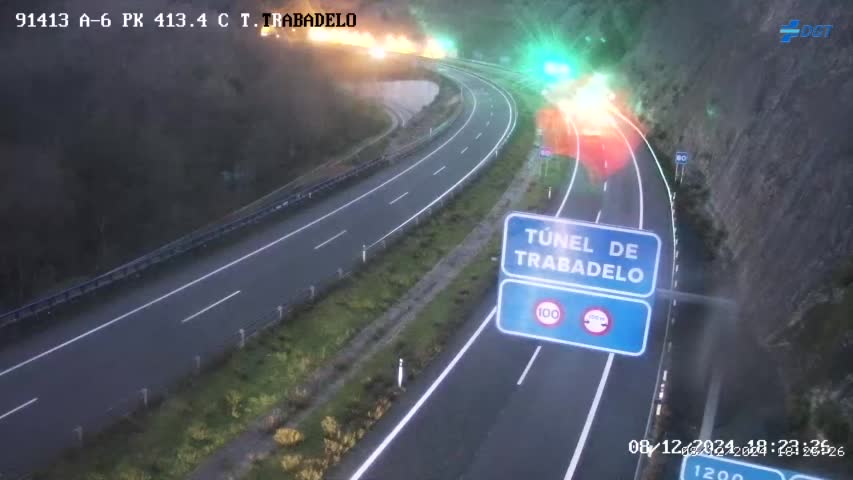 91413 A-6 PK 413.4 C T.TRABADELO
DGT
80
TÚNEL DE
TRABADELO
100
08/12/2024 18:23:26
1200